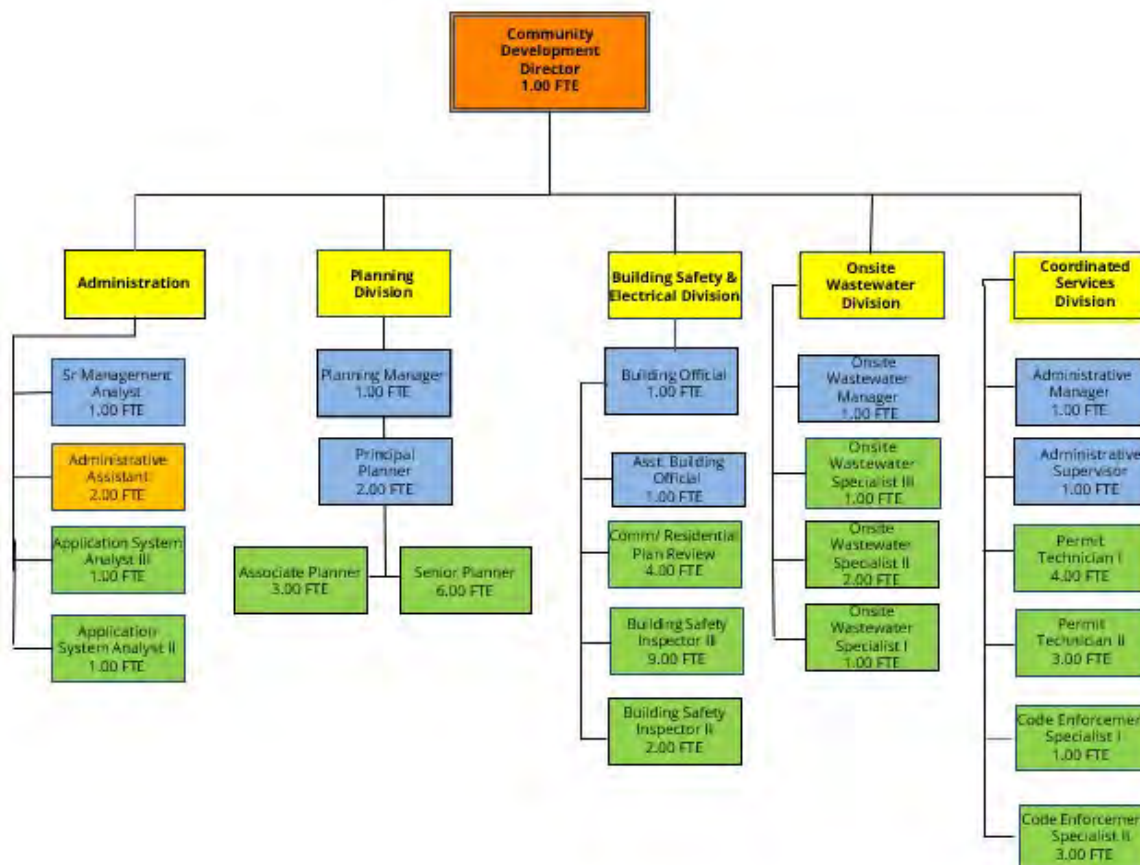 Community
Development
Director
1.00 FTE
Administration
Planning
Division
Building Safety &
Electrical Division
Onsite
Wastewater
Division
Coordinated
Services
Division
Sr Management
Analyst
1.00 FTE
Administrative
Assistant
2.00 FTE
Application System
Analyst III
1.00 FTE
Application
System Analyst II
1.00 FTE
Planning Manager
1.00 FTE
Principal
Planner
2.00 FTE
Associate Planner
3.00 FTE
Senior Planner
6.00 FTE
Building Official
1.00 FTE
Asst. Building
Official
1.00 FTE
Comm/ Residential
Plan Review
4.00 FTE
Building Safety
Inspector III
9.00 FTE
Building Safety
Inspector II
2.00 FTE
Onsite
Wastewater
Manager
1.00 FTE
Onsite
Wastewater
Specialist III
1.00 FTE
Onsite
Wastewater
Specialist II
2.00 FTE
Onsite
Wastewater
Specialist I
1.00 FTE
Administrative
Manager
1.00 FTE
Administrative
Supervisor
1.00 FTE
Permit
Technician I
4.00 FTE
Permit
Technician II
3.00 FTE
Code Enforcemen
Specialist I
1.00 FTE
Code Enforcemen
Specialist II
3.00 FTE